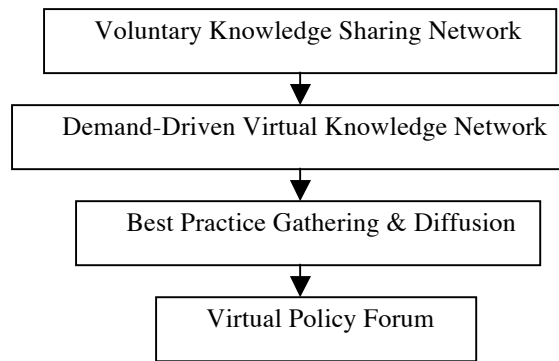 Voluntary Knowledge Sharing Network
Demand-Driven Virtual Knowledge Network
Best Practice Gathering & Diffusion
Virtual Policy Forum